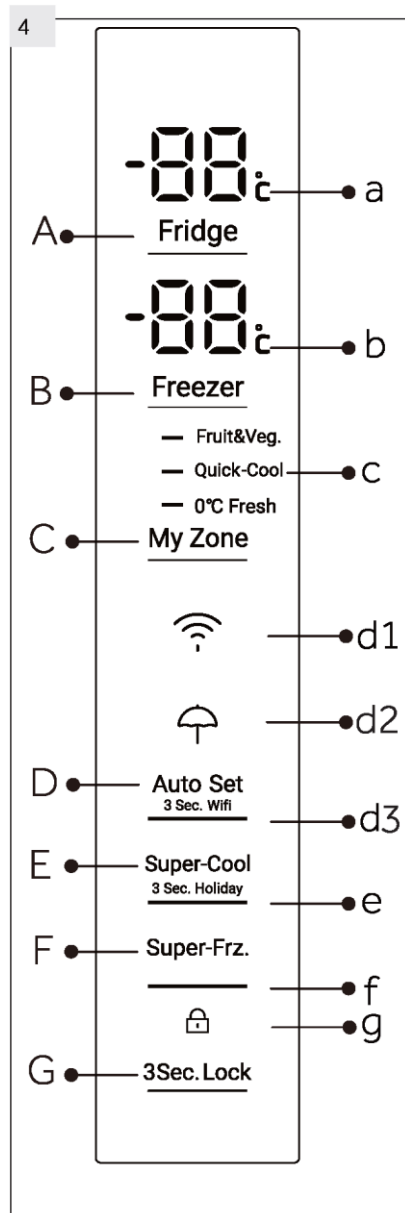 4
-88°c a
A Fridge
-88°c b
B Freezer
Fruit&Veg.
Quick-Cool c
0°C Fresh
C My Zone
d1
d2
D Auto Set
3 Sec. Wifi
d3
E Super-Cool
3 Sec. Holiday
e
F Super-Frz.
f
g
G 3Sec. Lock